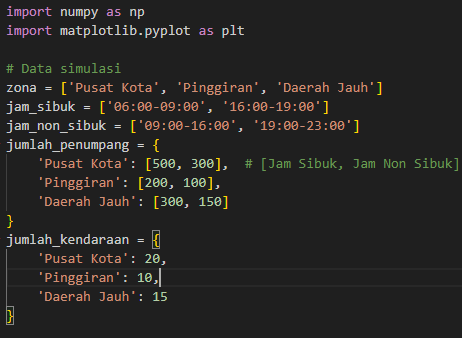 import numpy as np
import matplotlib.pyplot as plt
# Data simulasi
zona = ['Pusat Kota', 'Pinggiran', 'Daerah Jauh']
jam_sibuk = ['06:00-09:00', '16:00-19:00']
jam_non_sibuk = ['09:00-16:00', '19:00-23:00']
jumlah_penumpang = {
    'Pusat Kota': [500, 300],  # [Jam Sibuk, Jam Non Sibuk]
    'Pinggiran': [200, 100],
    'Daerah Jauh': [300, 150]
}
jumlah_kendaraan = {
    'Pusat Kota': 20,
    'Pinggiran': 10,
    'Daerah Jauh': 15
}